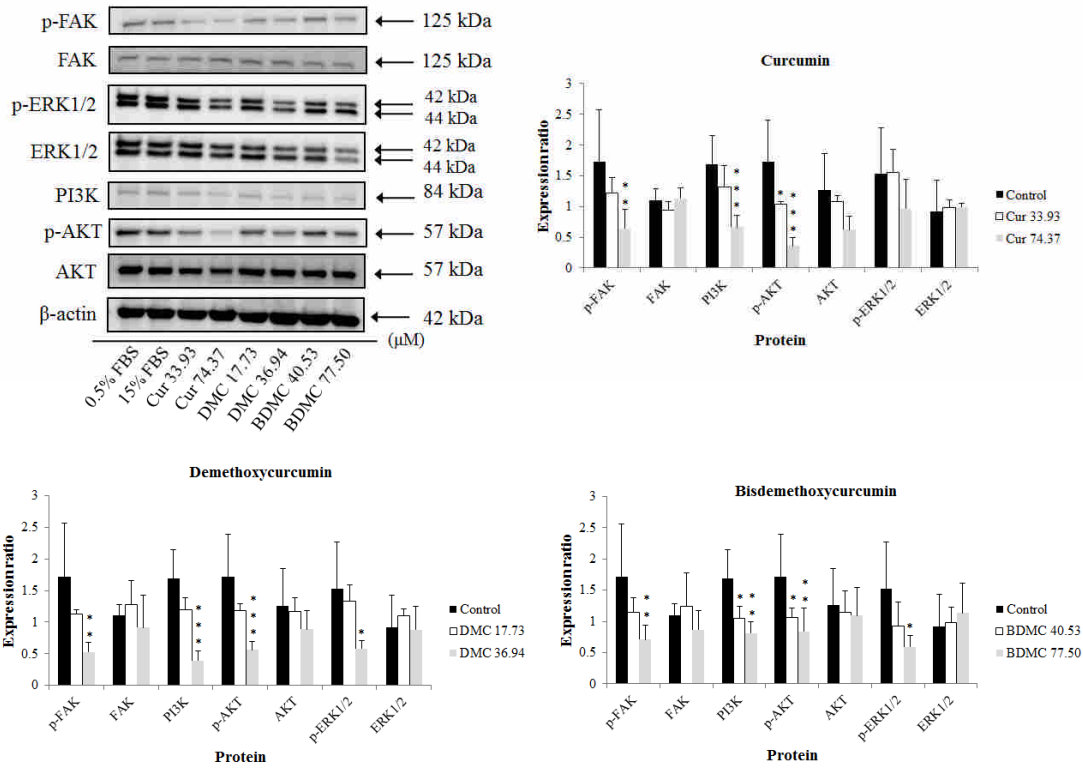 p-FAK
125 kDa
FAK
125 kDa
p-ERK1/2
42 kDa
44 kDa
ERK1/2
42 kDa
44 kDa
PI3K
84 kDa
p-AKT
57 kDa
AKT
57 kDa
β-actin
42 kDa
(μM)
0.5% FBS
15% FBS
Cur 33.93
Cur 74.37
DMC 17.73
DMC 36.94
BDMC 40.53
BDMC 77.50
Curcumin
Expression ratio
3
2.5
2
1.5
1
0.5
0
* *
* * *
*
* * *
p-FAK
FAK
PI3K
p-AKT
AKT
p-ERK1/2
ERK1/2
Protein
Control
Cur 33.93
Cur 74.37
Demethoxycurcumin
Expression ratio
3
2.5
2
1.5
1
0.5
0
* *
* * *
* * *
*
p-FAK
FAK
PI3K
p-AKT
AKT
p-ERK1/2
ERK1/2
Protein
Control
DMC 17.73
DMC 36.94
Bisdemethoxycurcumin
Expression ratio
3
2.5
2
1.5
1
0.5
0
* *
*
* *
*
* *
*
p-FAK
FAK
PI3K
p-AKT
AKT
p-ERK1/2
ERK1/2
Protein
Control
BDMC 40.53
BDMC 77.50